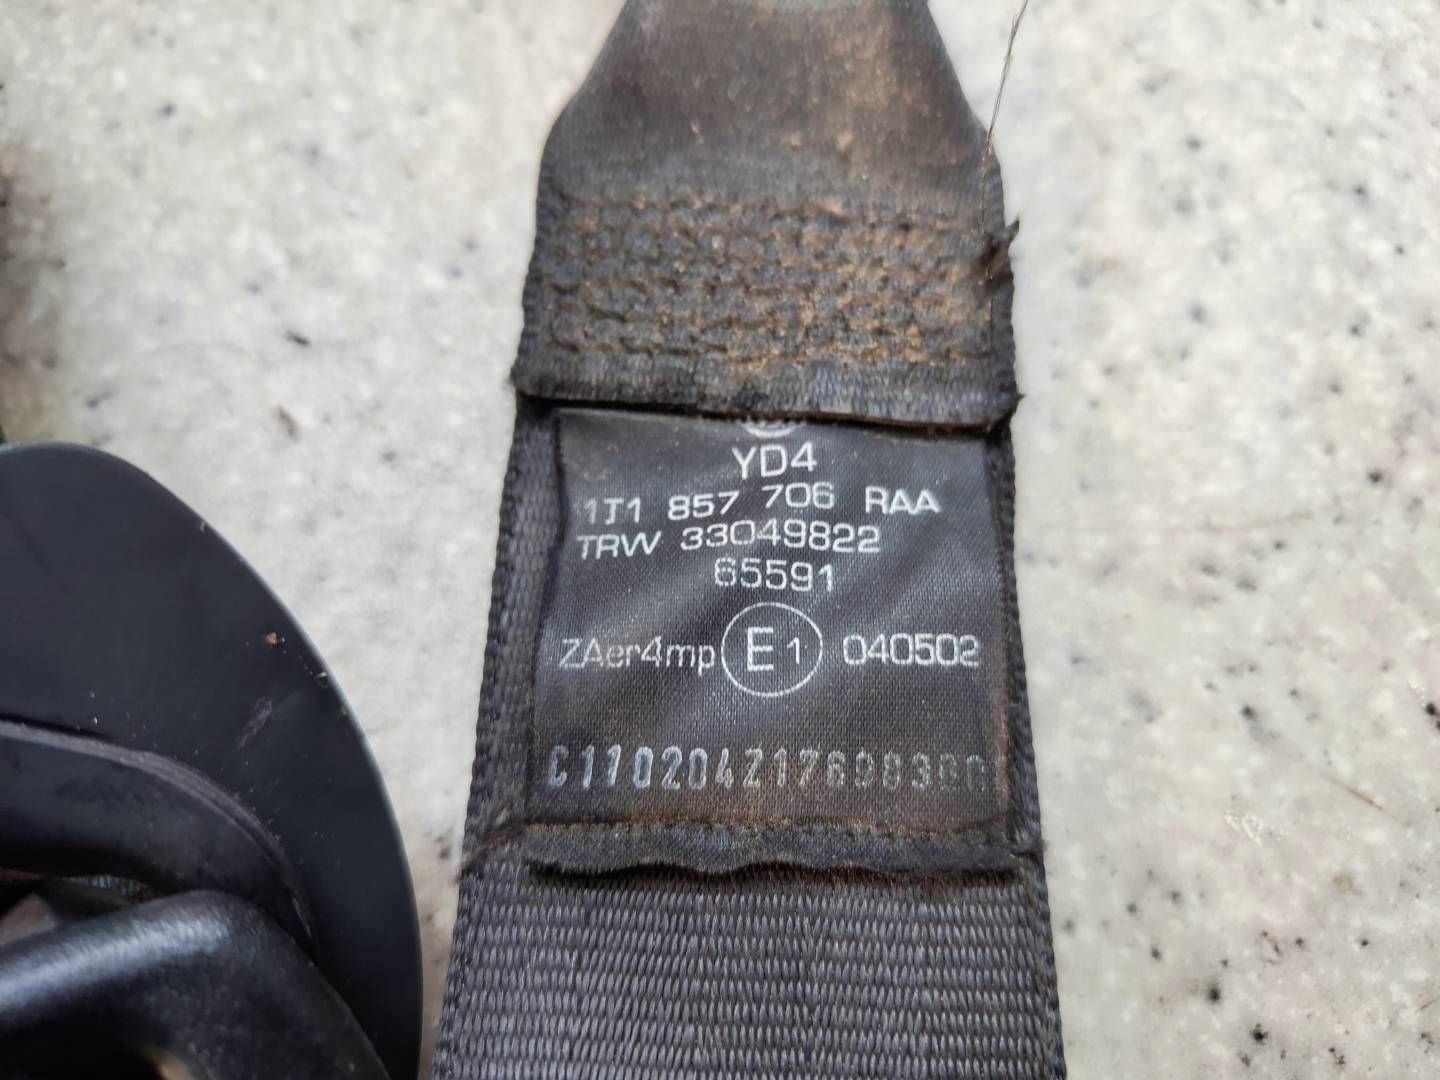 YD4
1T1 857 706 RAA
TRW 33049822
65591
ZAer4mp E1 040502